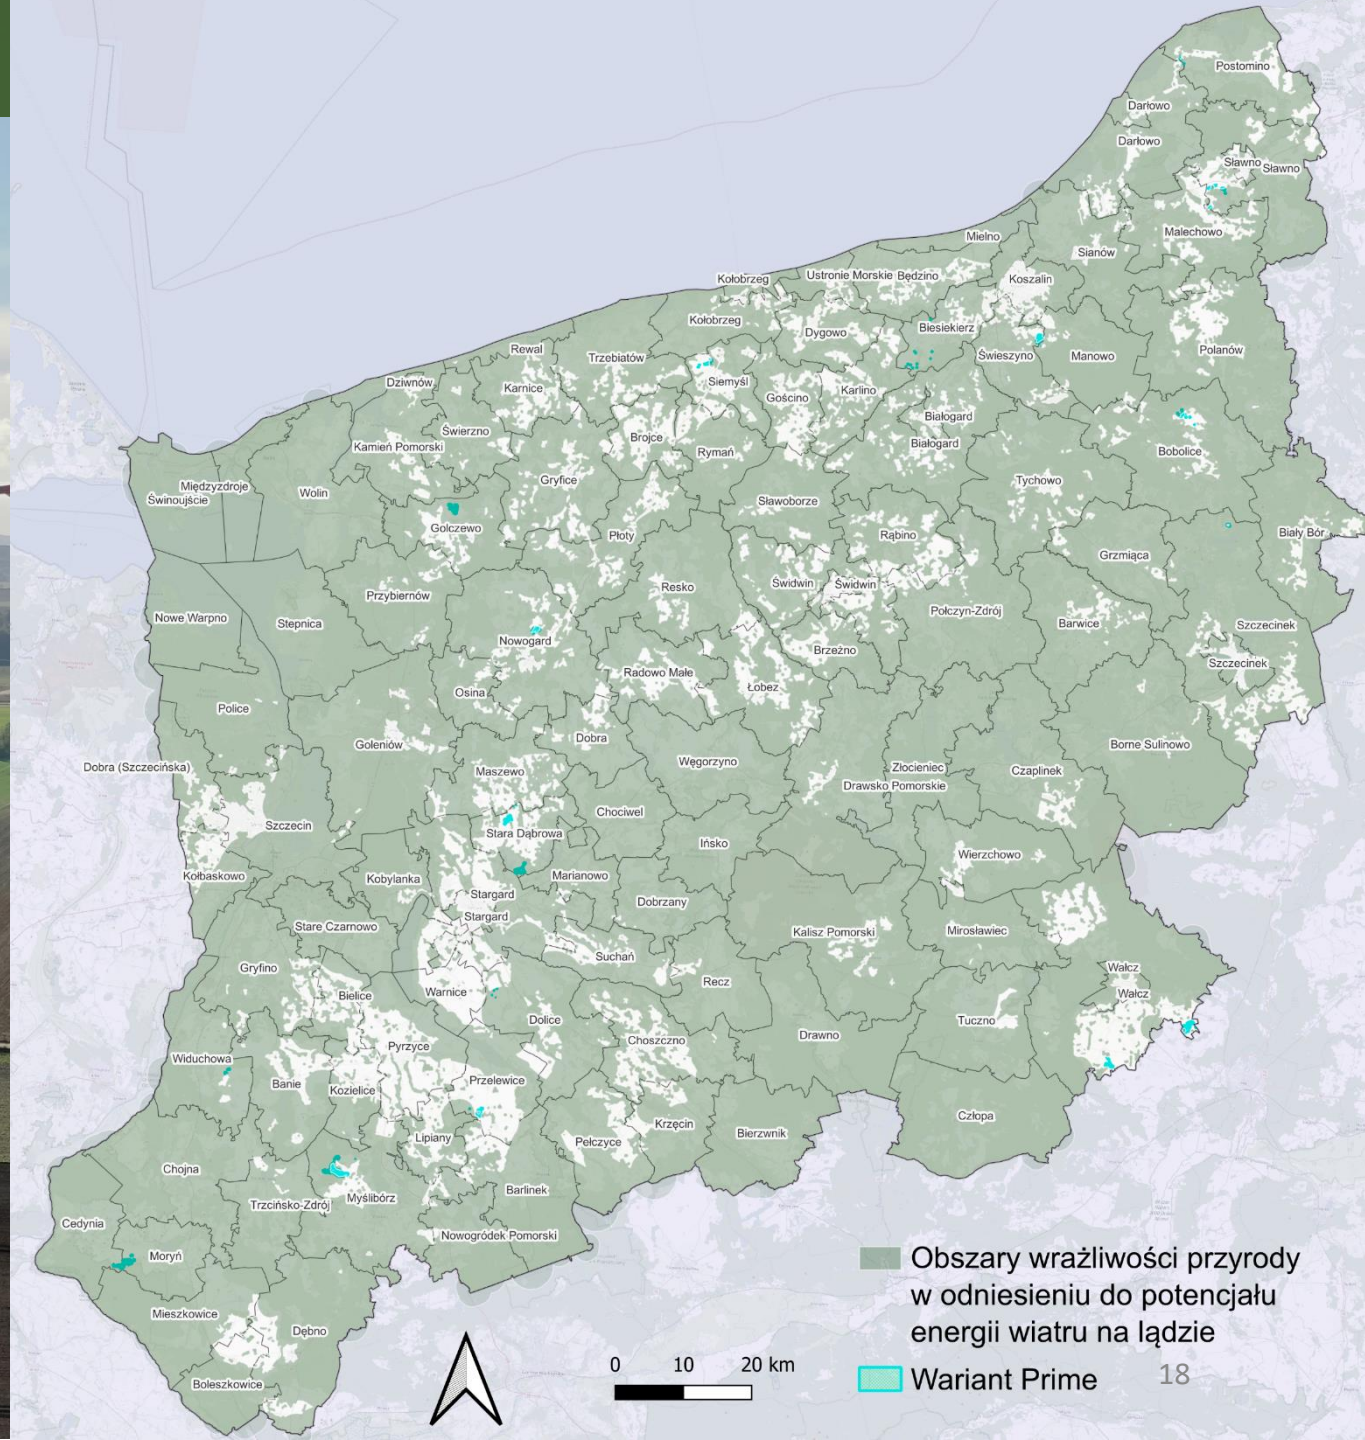 Postomino
Darłowo
Darłowo
Sławno
Sławno
Malechowo
Mielno
Sianów
Ustronie Morskie
Będzino
Koszalin
Kołobrzeg
Kołobrzeg
Dygowo
Biesiekierz
Świeszyno
Manowo
Polanów
Rewal
Trzebiatów
Dziwnów
Karnice
Siemyśl
Gościno
Karlino
Białogard
Białogard
Świerzno
Kamień Pomorski
Brojce
Rymań
Bobolice
Międzyzdroje
Świnoujście
Wolin
Gryfice
Sławoborze
Tychowo
Golczewo
Płoty
Rąbino
Grzmiąca
Biały Bór
Przybiernów
Resko
Świdwin
Świdwin
Połczyn-Zdrój
Barwice
Szczecinek
Nowe Warpno
Stepnica
Nowogard
Brzeżno
Szczecinek
Radowo Małe
Łobez
Osina
Police
Goleniów
Dobra
Borne Sulinowo
Dobra (Szczecińska)
Maszewo
Węgorzyno
Złocieniec
Czaplinek
Drawsko Pomorskie
Szczecin
Stara Dąbrowa
Chociwel
Ińsko
Wierzchowo
Kołbaskowo
Kobylanka
Marianowo
Stargard
Dobrzany
Stargard
Stare Czarnowo
Kalisz Pomorski
Mirosławiec
Gryfino
Suchań
Wałcz
Bielice
Warnice
Recz
Wałcz
Dolice
Tuczno
Pyrzyce
Choszczno
Drawno
Widuchowa
Banie
Kozielice
Przelewice
Człopa
Lipiany
Pełczyce
Krzęcin
Bierzwnik
Chojna
Trzcińsko-Zdrój
Myślibórz
Barlinek
Cedynia
Moryń
Nowogródek Pomorski
Mieszkowice
Dębno
Boleszkowice
0 10 20 km
Obszary wrażliwości przyrody
w odniesieniu do potencjału
energii wiatru na lądzie
Wariant Prime
18